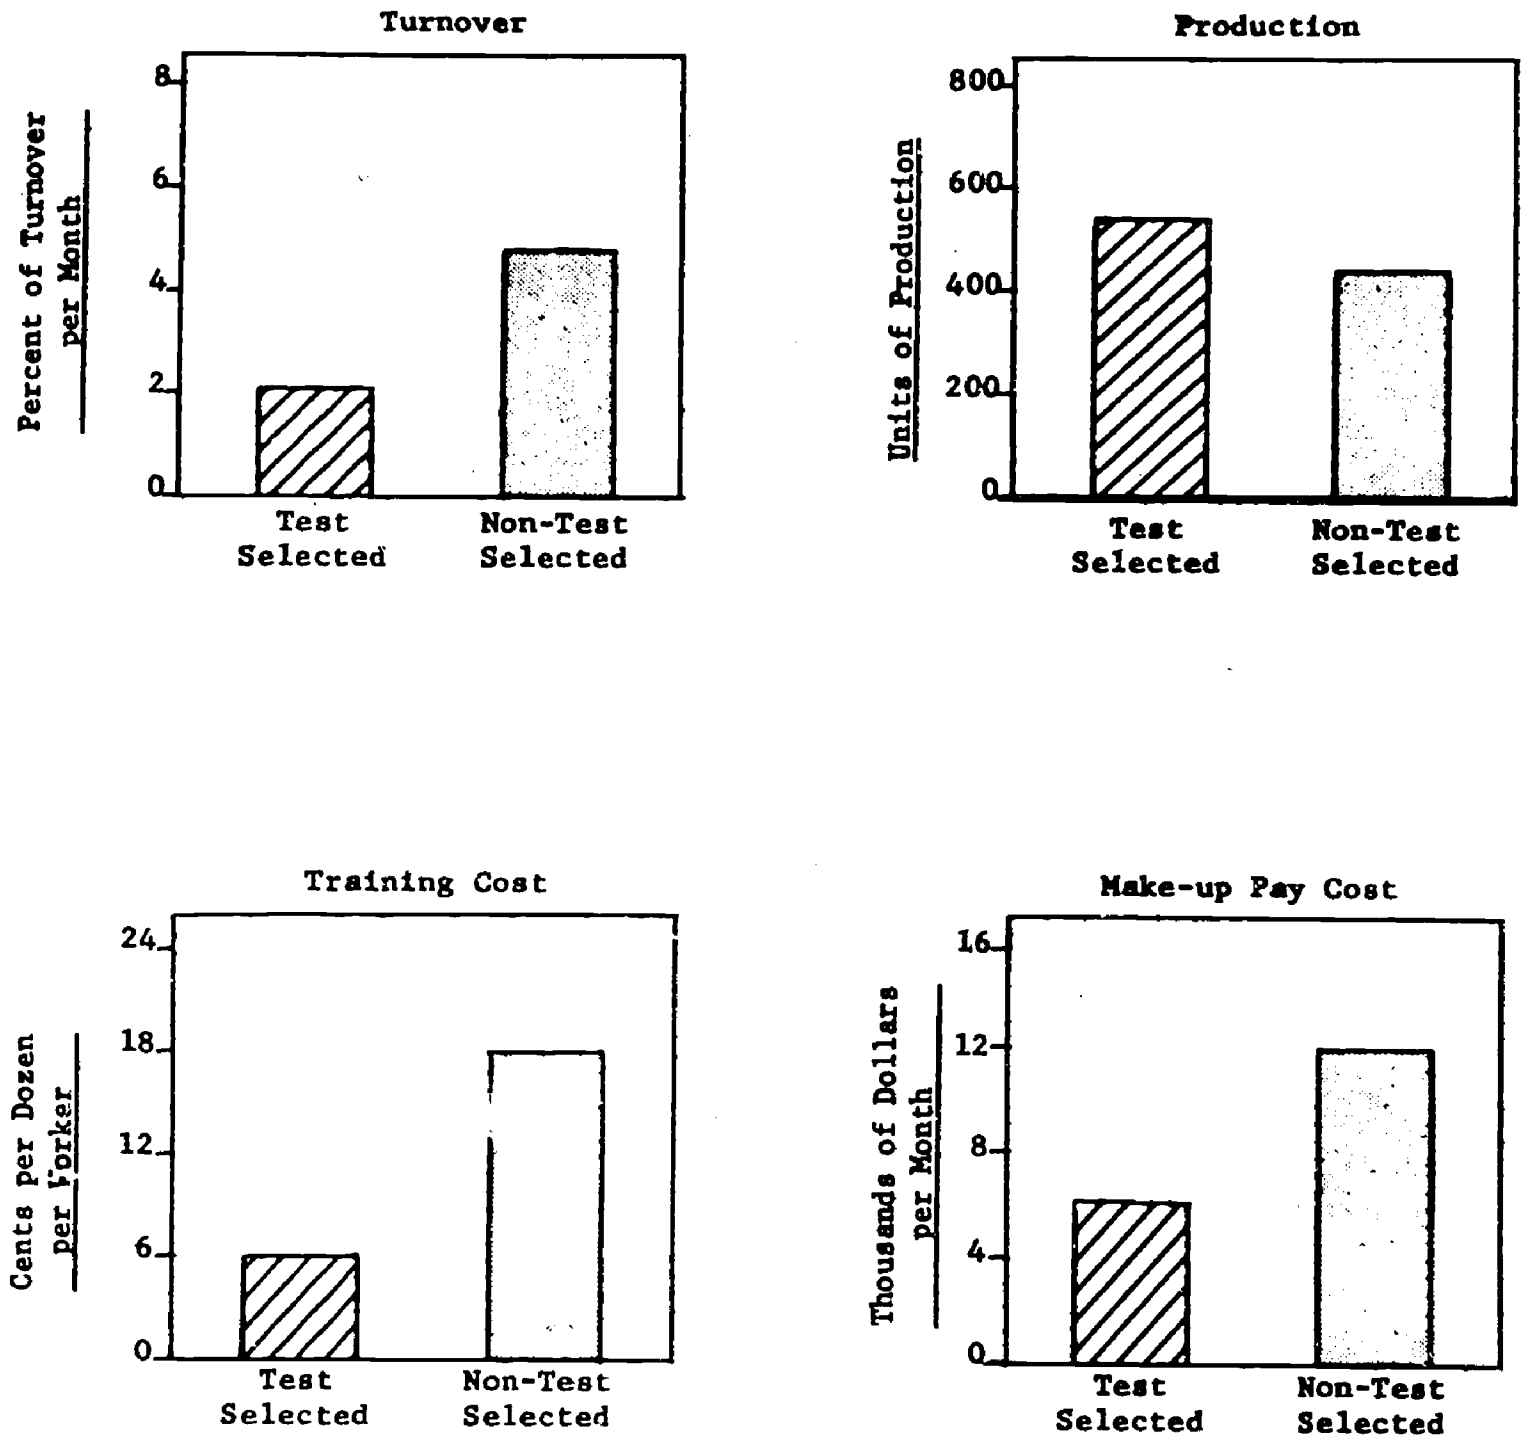 Turnover
Percent of Turnover
per Month
8
6
4
2
0
Test
Selected
Non-Test
Selected
Production
Units of Production
800
600
400
200
0
Test
Selected
Non-Test
Selected
Training Cost
Cents per Dozen
per Worker
24
18
12
6
0
Test
Selected
Non-Test
Selected
Make-up Pay Cost
Thousands of Dollars
per Month
16
12
8
4
0
Test
Selected
Non-Test
Selected